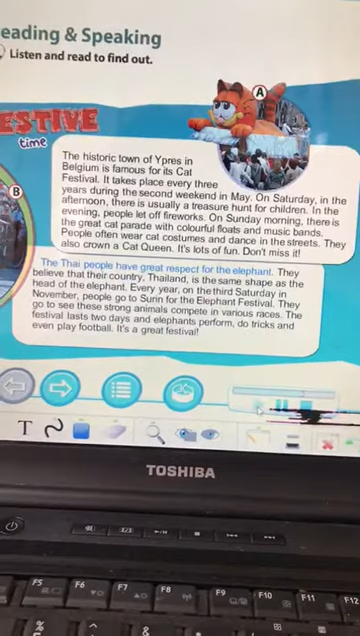 eading & Speaking
Listen and read to find out.
A
ESTIVE
time
B
The historic town of Ypres in
Belgium is famous for its Cat
Festival. It takes place every three
years during the second weekend in May. On Saturday, in the
afternoon, there is usually a treasure hunt for children. In the
evening, people let off fireworks. On Sunday morning, there is
the great cat parade with colourful floats and music bands.
People often wear cat costumes and dance in the streets. They
also crown a Cat Queen. It's lots of fun. Don't miss it!
The Thai people have great respect for the elephant. They
believe that their country, Thailand, is the same shape as the
head of the elephant. Every year, on the third Saturday in
November, people go to Surin for the Elephant Festival. They
go to see these strong animals compete in various races. The
festival lasts two days and elephants perform, do tricks and
even play football. It's a great festival!
T
TOSHIBA
F5 F6 F7 F8 F9 F10 F11 F12
% ^ &